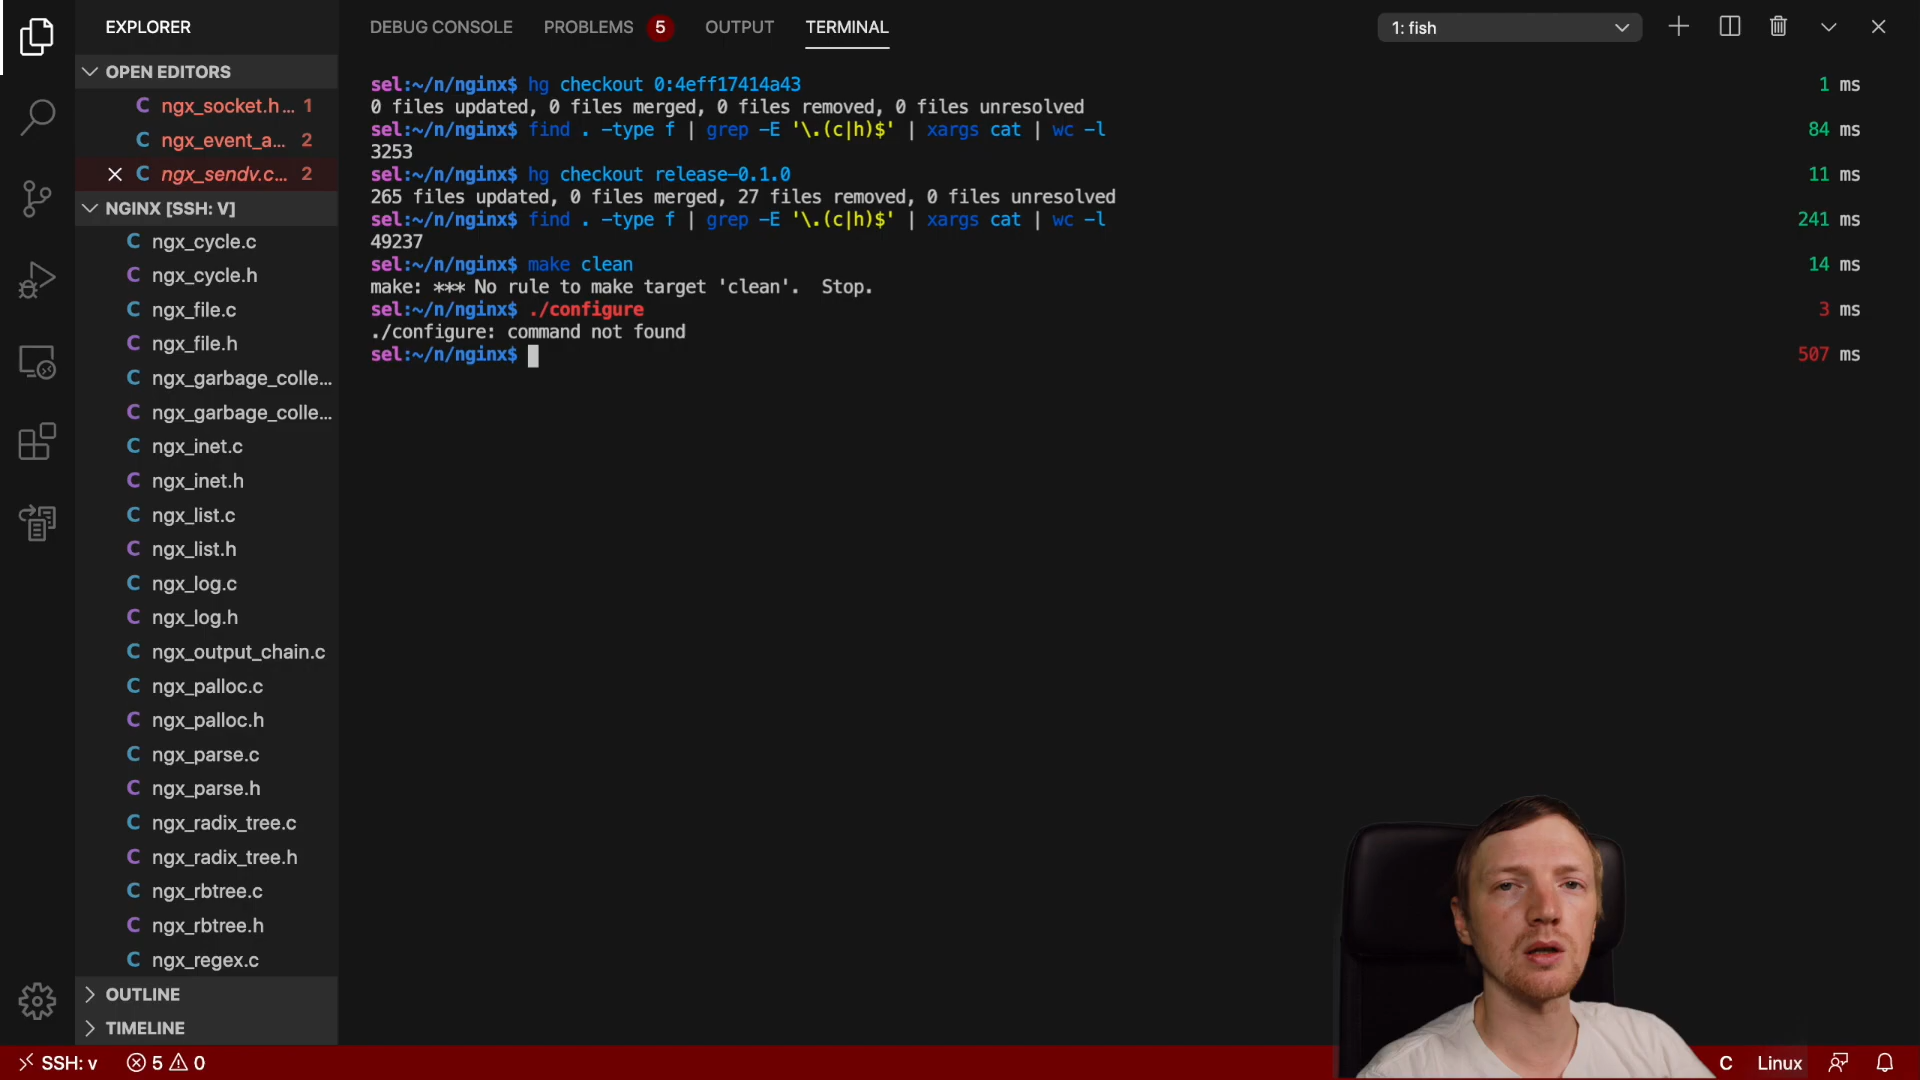 EXPLORER
OPEN EDITORS
ngx_socket.h... 1
ngx_event_a... 2
ngx_sendv.c... 2
NGINX [SSH: V]
ngx_cycle.c
ngx_cycle.h
ngx_file.c
ngx_file.h
ngx_garbage_colle...
ngx_garbage_colle...
ngx_inet.c
ngx_inet.h
ngx_list.c
ngx_list.h
ngx_log.c
ngx_log.h
ngx_output_chain.c
ngx_palloc.c
ngx_palloc.h
ngx_parse.c
ngx_parse.h
ngx_radix_tree.c
ngx_radix_tree.h
ngx_rbtree.c
ngx_rbtree.h
ngx_regex.c
OUTLINE
TIMELINE
DEBUG CONSOLE PROBLEMS 5 OUTPUT TERMINAL 1: fish
sel:~/n/nginx$ hg checkout 0:4eff17414a43 1 ms
0 files updated, 0 files merged, 0 files removed, 0 files unresolved
sel:~/n/nginx$ find . -type f | grep -E '\.(c|h)$' | xargs cat | wc -l 84 ms
3253
sel:~/n/nginx$ hg checkout release-0.1.0 11 ms
265 files updated, 0 files merged, 27 files removed, 0 files unresolved
sel:~/n/nginx$ find . -type f | grep -E '\.(c|h)$' | xargs cat | wc -l 241 ms
49237
sel:~/n/nginx$ make clean 14 ms
make: *** No rule to make target 'clean'.  Stop.
sel:~/n/nginx$ ./configure 3 ms
./configure: command not found
sel:~/n/nginx$ 507 ms
SSH: v 5 0 C Linux